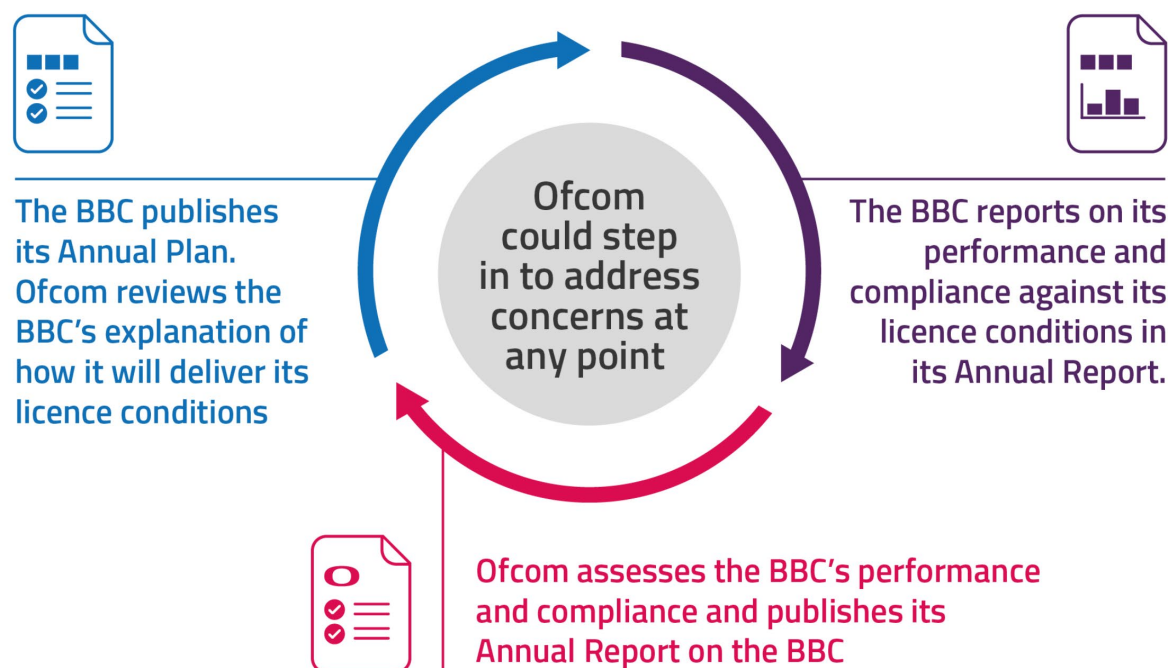 The BBC publishes
its Annual Plan.
Ofcom reviews the
BBC’s explanation of
how it will deliver its
licence conditions
Ofcom
could step
in to address
concerns at
any point
The BBC reports on its
performance and
compliance against its
licence conditions in
its Annual Report.
Ofcom assesses the BBC’s performance
and compliance and publishes its
Annual Report on the BBC